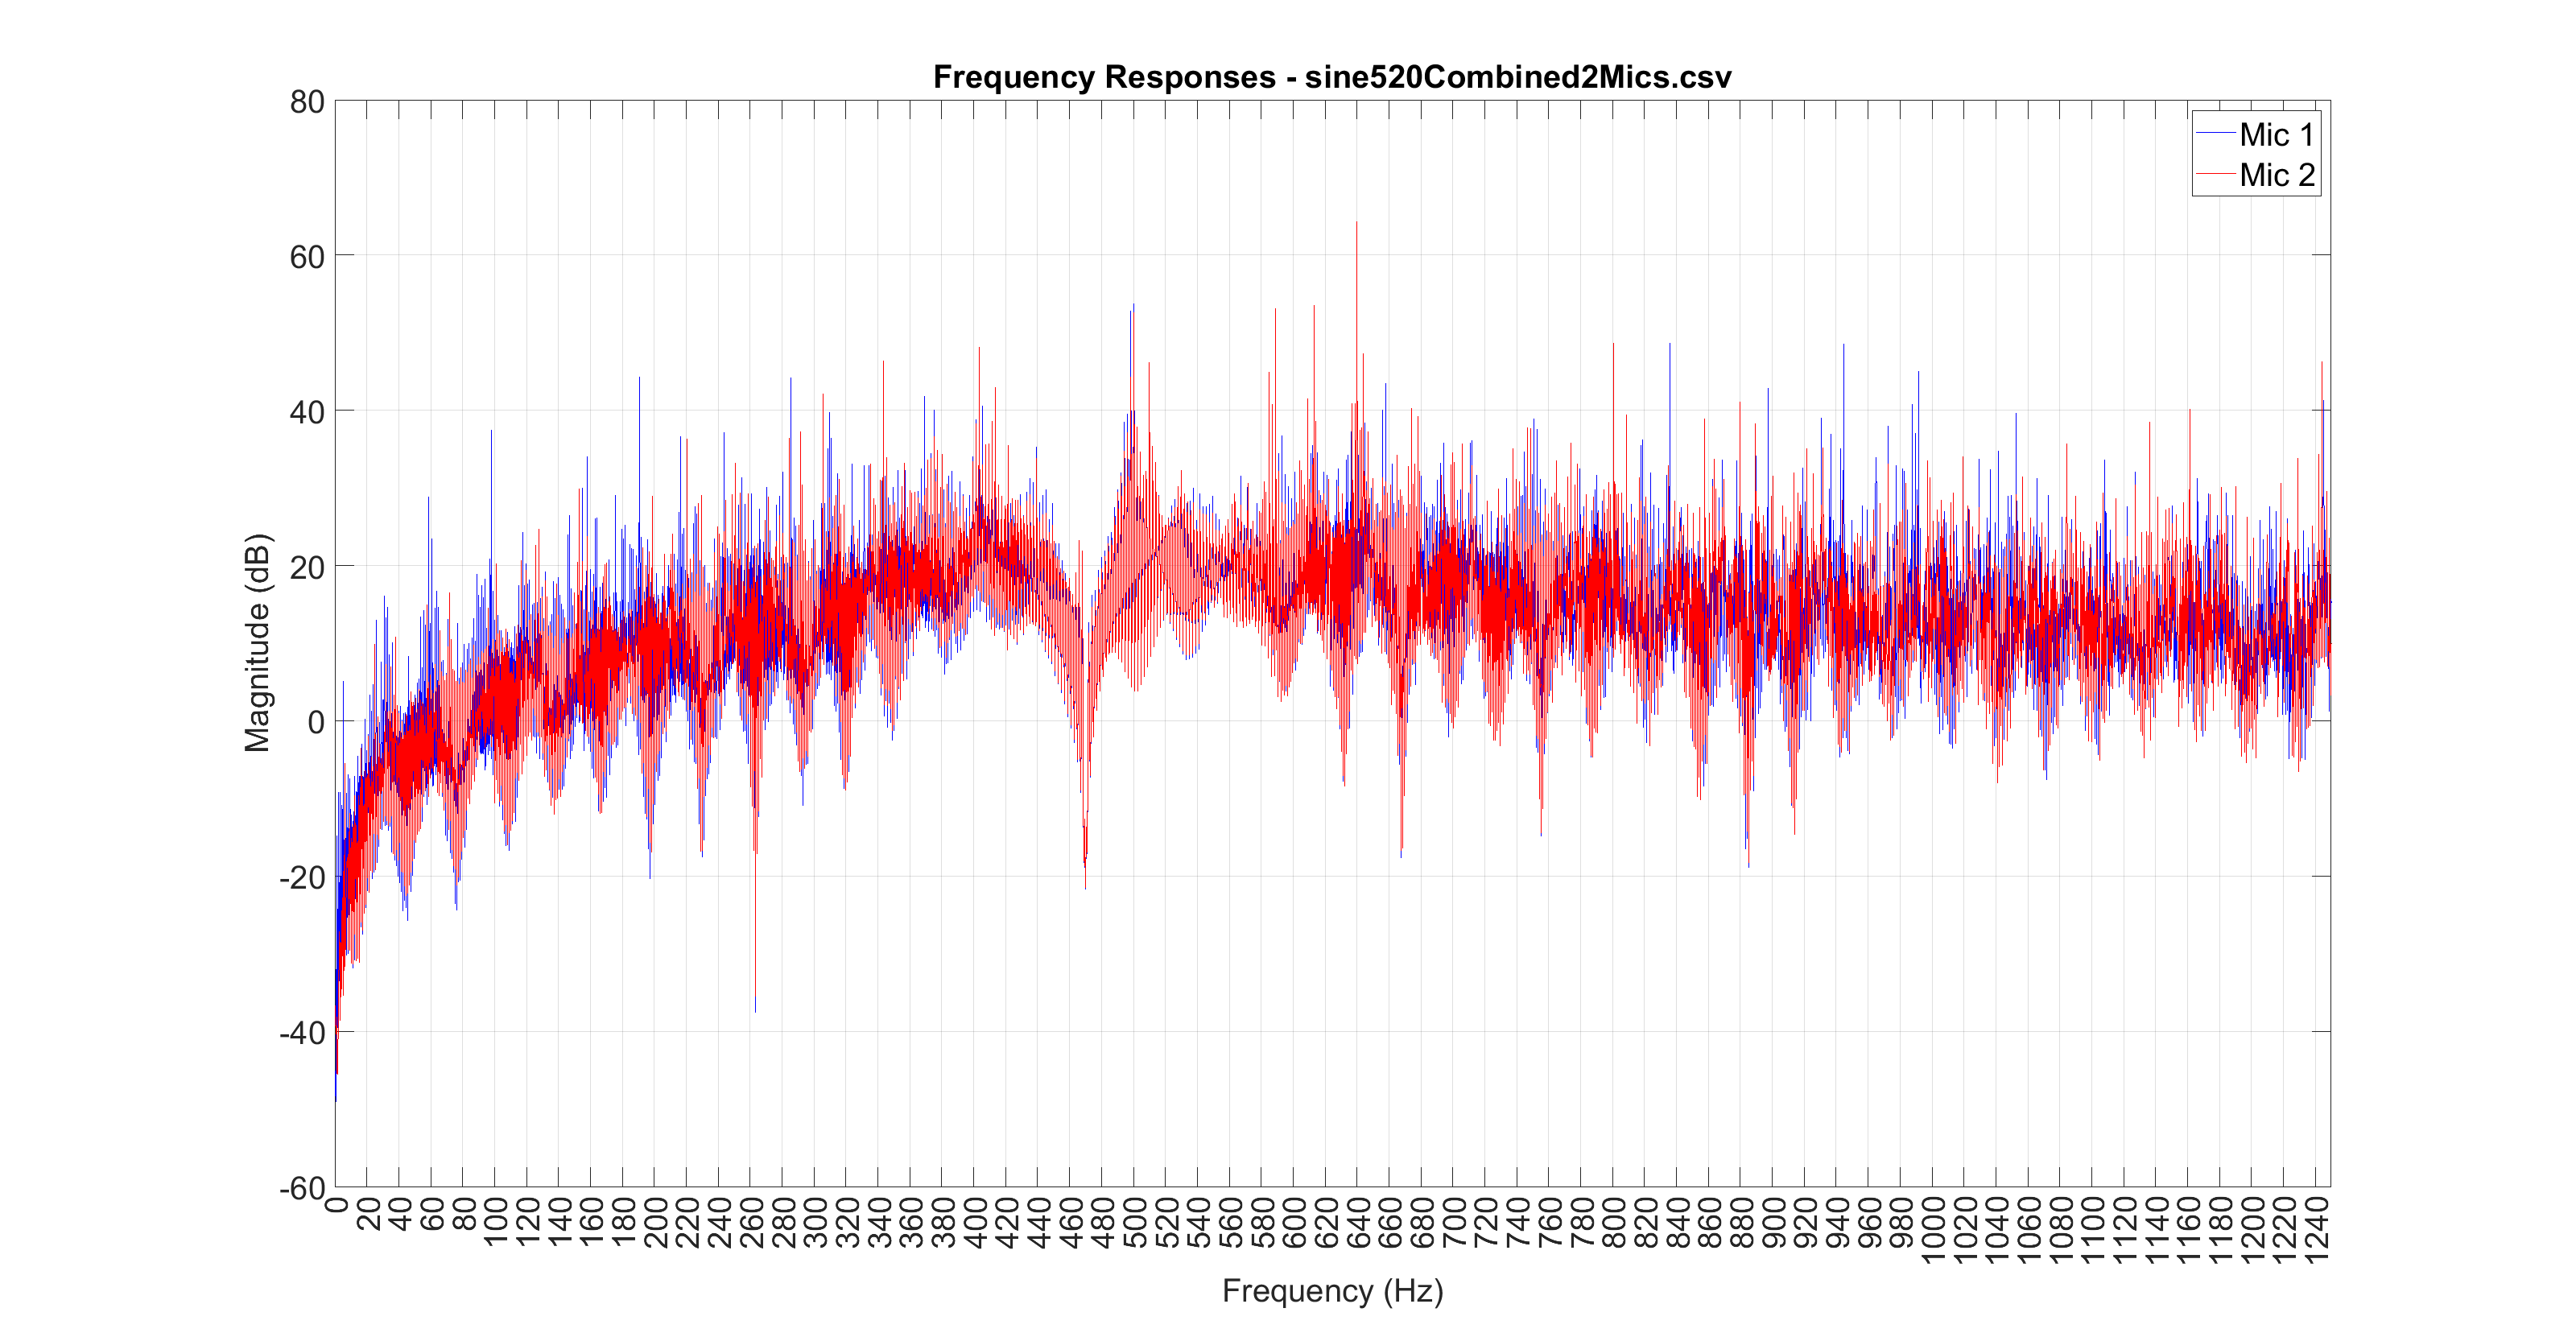 Frequency Responses - sine520Combined2Mics.csv
Mic 1
Mic 2
Magnitude (dB)
80
60
40
20
0
-20
-40
-60
0 20 40 60 80 100 120 140 160 180 200 220 240 260 280 300 320 340 360 380 400 420 440 460 480 500 520 540 560 580 600 620 640 660 680 700 720 740 760 780 800 820 840 860 880 900 920 940 960 980 1000 1020 1040 1060 1080 1100 1120 1140 1160 1180 1200 1220 1240
Frequency (Hz)